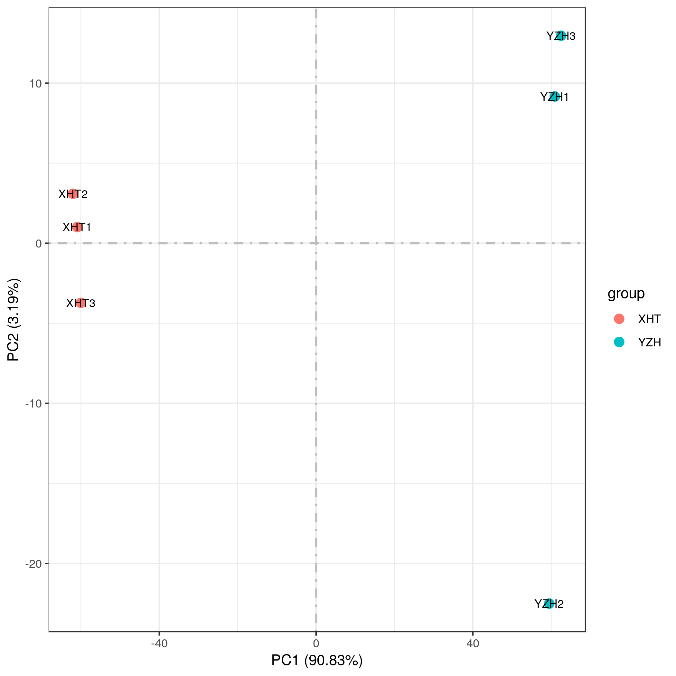 YZH3
10
YZH1
XHT2
XHT1
0
XHT3
PC2 (3.19%)
group
XHT
YZH
-10
-20
YZH2
-40
0
40
PC1 (90.83%)